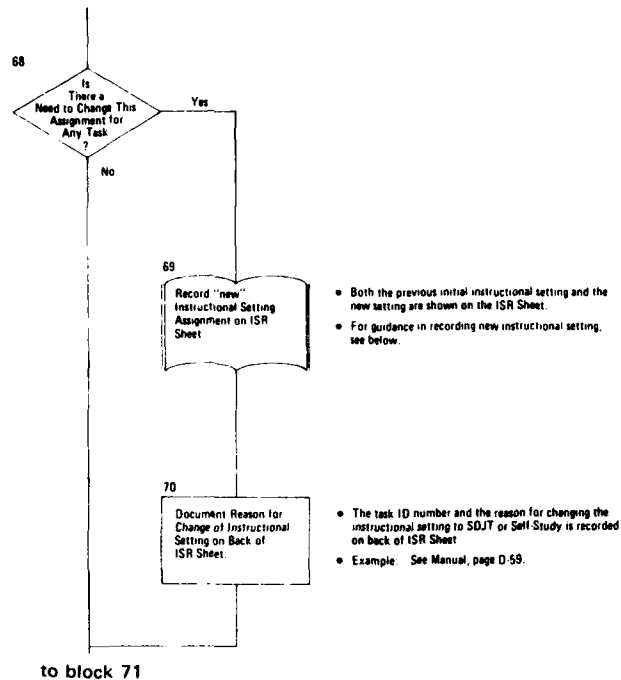 68
Is
There a
Need to Change This
Assignment for
Any Task
?
Yes
No
69
Record "new"
Instructional Setting
Assignment on ISR
Sheet
• Both the previous initial instructional setting and the
new setting are shown on the ISR Sheet.
• For guidance in recording new instructional setting,
see below.
70
Document Reason for
Change of Instructional
Setting on Back of
ISR Sheet.
• The task ID number and the reason for changing the
instructional setting to SOJT or Self-Study is recorded
on back of ISR Sheet
• Example: See Manual, page D-59.
to block 71